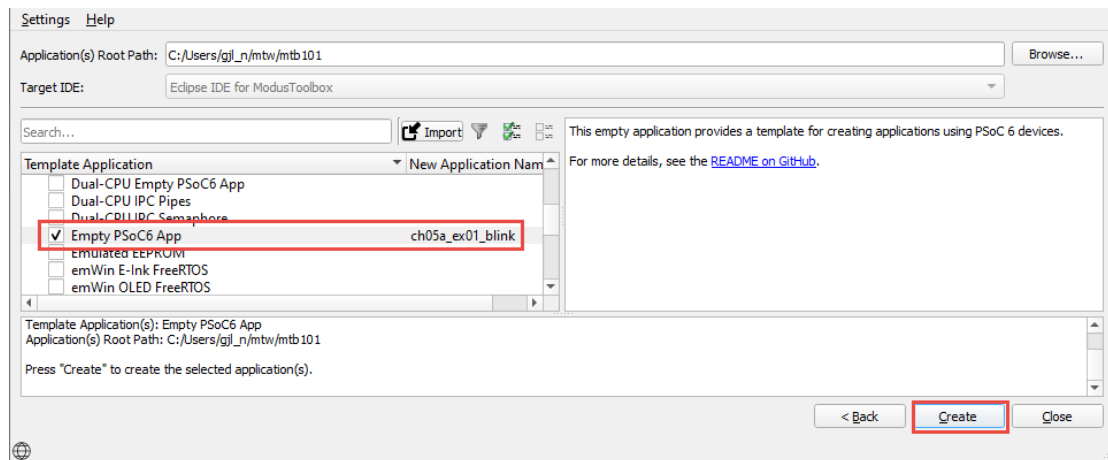 Settings Help
Application(s) Root Path: C:/Users/gjl_n/mtw/mtb101 Browse...
Target IDE: Eclipse IDE for ModusToolbox
Search... Import
Template Application New Application Nam
Dual-CPU Empty PSoC6 App
Dual-CPU IPC Pipes
Dual-CPU IPC Semaphore
Empty PSoC6 App ch05a_ex01_blink
Emulated EEPROM
emWin E-Ink FreeRTOS
emWin OLED FreeRTOS
This empty application provides a template for creating applications using PSoC 6 devices.
For more details, see the README on GitHub.
Template Application(s): Empty PSoC6 App
Application(s) Root Path: C:/Users/gjl_n/mtw/mtb101
Press "Create" to create the selected application(s).
< Back Create Close